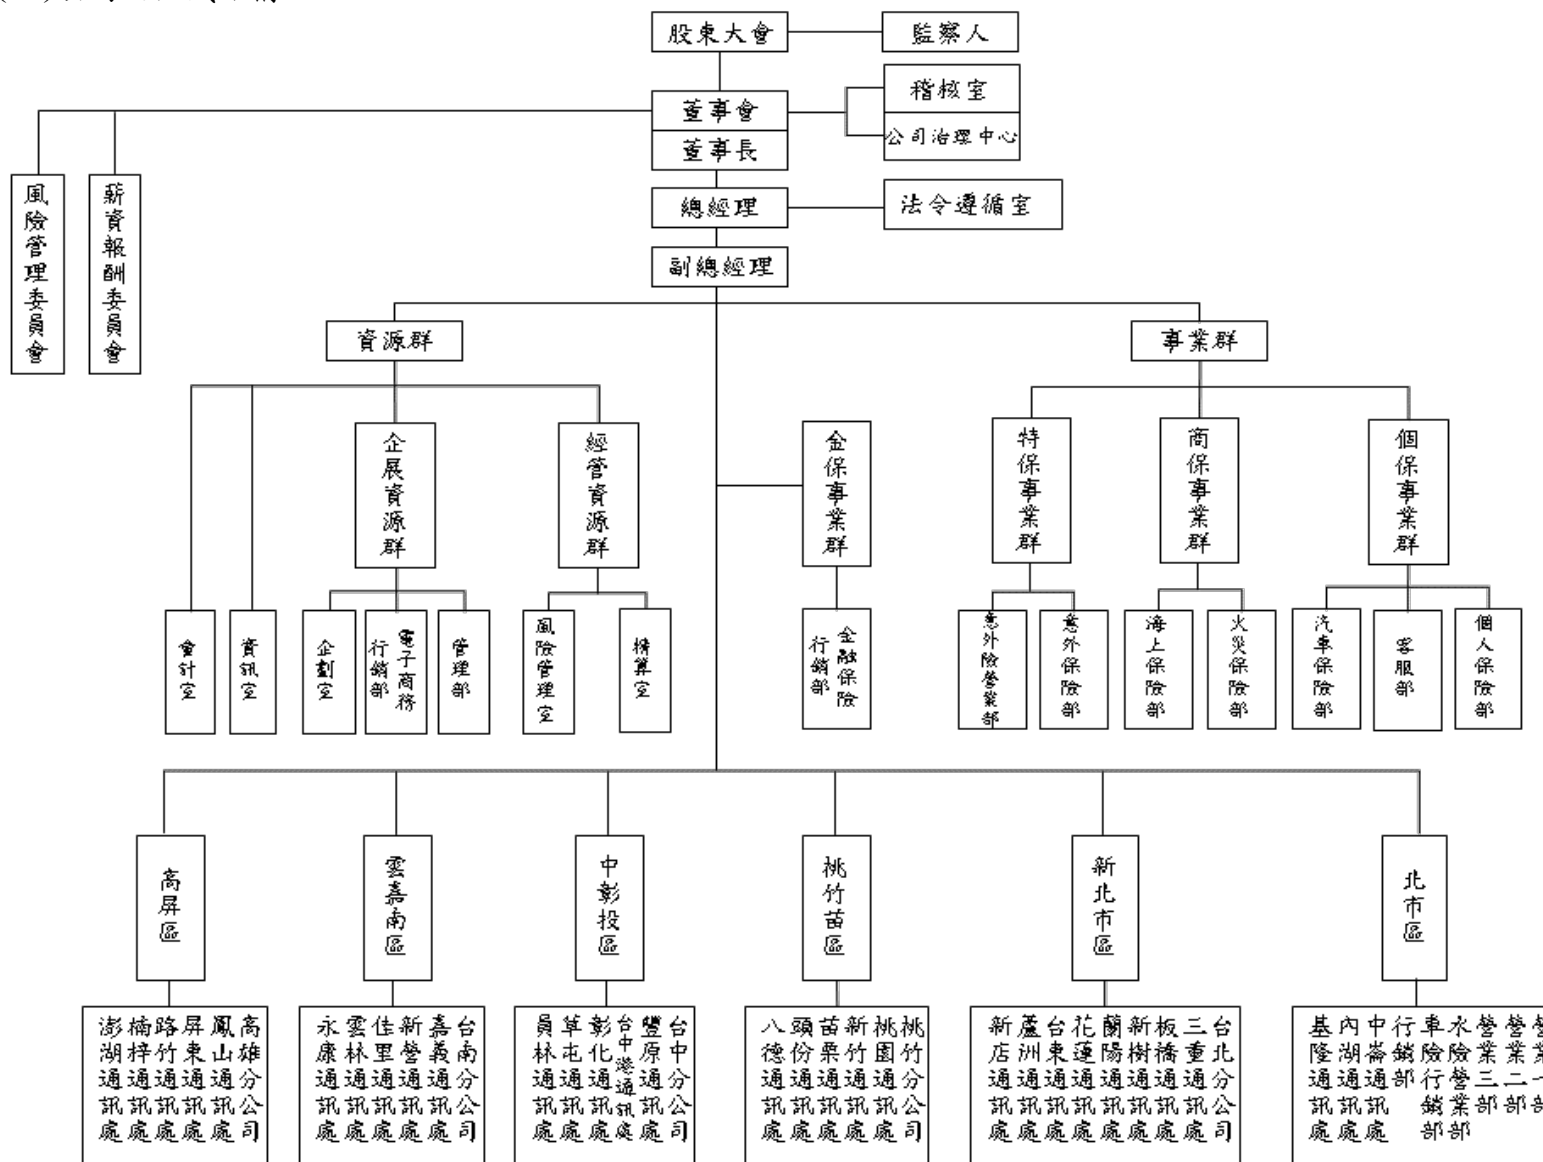 股東大會
監察人
董事會
稽核室
公司治理中心
董事長
總經理
法令遵循室
副總經理
風險管理委員會
薪資報酬委員會
資源群
事業群
企展資源群
經管資源群
金保事業群
特保事業群
商保事業群
個保事業群
會計室
資訊室
企劃室
電子商務
行銷部
管理部
風險管理室
精算室
金融保險
行銷部
意外險營業部
意外保險部
海上保險部
火災保險部
汽車保險部
客服部
個人保險部
高屏區
雲嘉南區
中彰投區
桃竹苗區
新北市區
北市區
高雄分公司
鳳山通訊處
屏東通訊處
路竹通訊處
楠梓通訊處
澎湖通訊處
台南分公司
嘉義通訊處
新營通訊處
佳里通訊處
雲林通訊處
永康通訊處
台中分公司
豐原通訊處
台中港通訊處
彰化通訊處
草屯通訊處
員林通訊處
桃竹分公司
桃園通訊處
新竹通訊處
苗栗通訊處
頭份通訊處
八德通訊處
台北分公司
三重通訊處
板橋通訊處
新樹通訊處
蘭陽通訊處
花蓮通訊處
台東通訊處
蘆洲通訊處
新店通訊處
營業一部
營業二部
營業三部
水險營業部
車險行銷部
行銷部
中崙通訊處
內湖通訊處
基隆通訊處